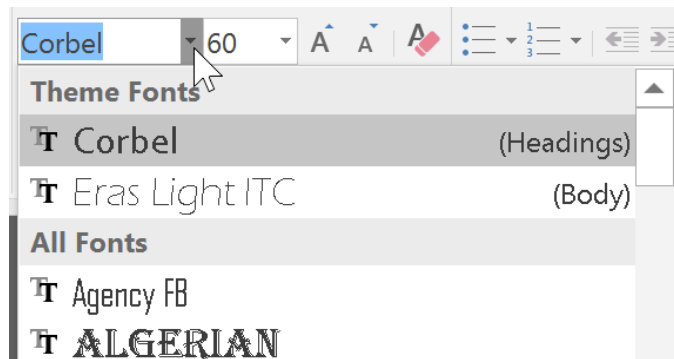 Corbel 60 A A A
Theme Fonts
Corbel (Headings)
Eras Light ITC (Body)
All Fonts
Agency FB
ALGERIAN